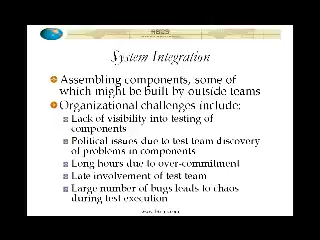 RBCS
System Integration
Assembling components, some of
which might be built by outside teams
Organizational challenges include:
Lack of visibility into testing of
components
Political issues due to test team discovery
of problems in components
Long hours due to over-commitment
Late involvement of test team
Large number of bugs leads to chaos
during test execution